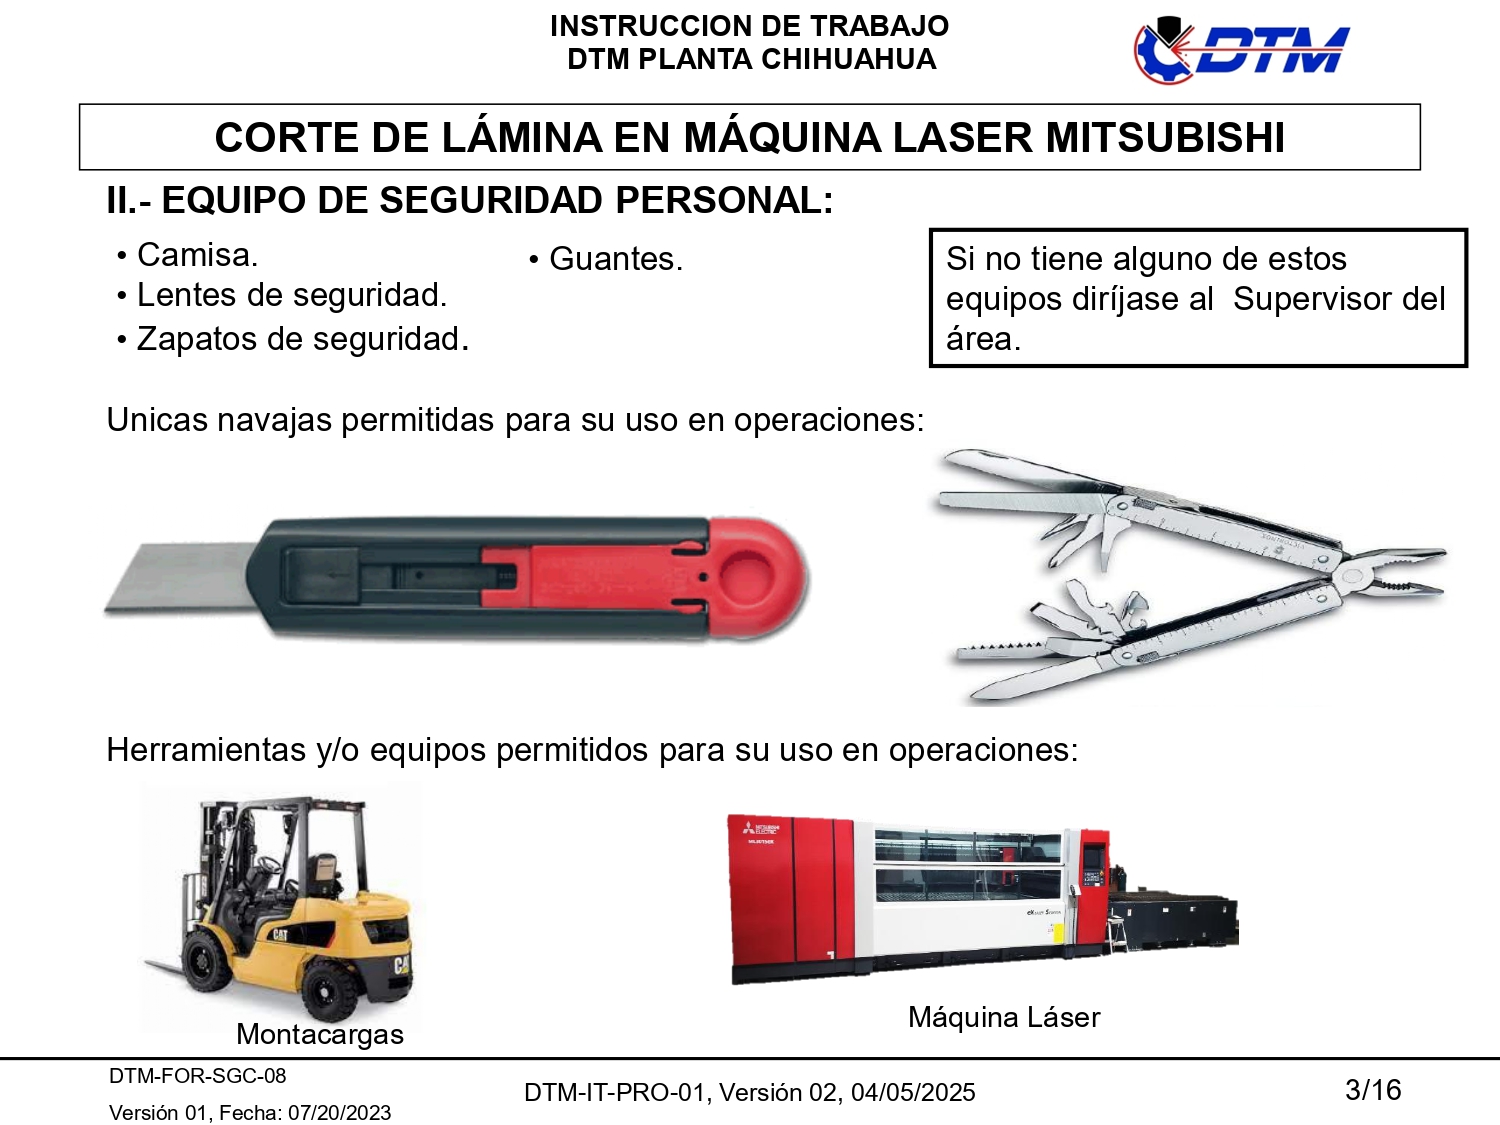 INSTRUCCION DE TRABAJO
DTM PLANTA CHIHUAHUA
DTM
CORTE DE LÁMINA EN MÁQUINA LASER MITSUBISHI
II.- EQUIPO DE SEGURIDAD PERSONAL:
• Camisa.
• Lentes de seguridad.
• Zapatos de seguridad.
• Guantes.
Si no tiene alguno de estos
equipos diríjase al Supervisor del
área.
Unicas navajas permitidas para su uso en operaciones:
VICTORINOX
Herramientas y/o equipos permitidos para su uso en operaciones:
CAT
MITSUBISHI
ELECTRIC
Montacargas
Máquina Láser
DTM-FOR-SGC-08
Versión 01, Fecha: 07/20/2023
DTM-IT-PRO-01, Versión 02, 04/05/2025
3/16